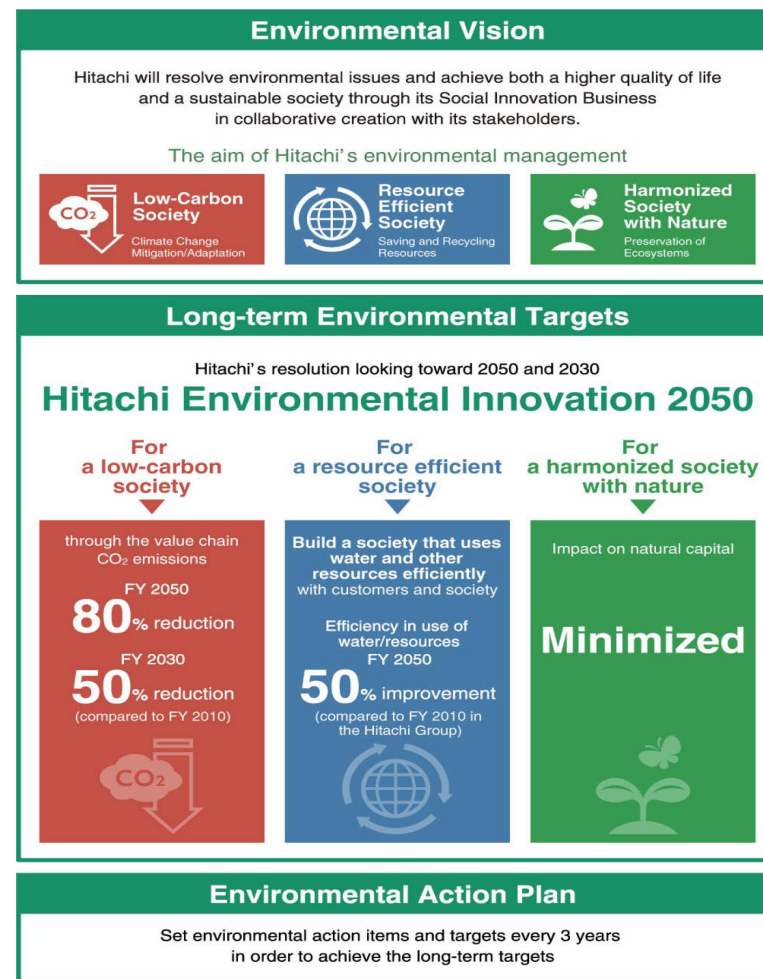 Environmental Vision
Hitachi will resolve environmental issues and achieve both a higher quality of life
and a sustainable society through its Social Innovation Business
in collaborative creation with its stakeholders.
The aim of Hitachi's environmental management
CO2
Low-Carbon
Society
Climate Change
Mitigation/Adaptation
Resource
Efficient
Society
Saving and Recycling
Resources
Harmonized
Society
with Nature
Preservation of
Ecosystems
Long-term Environmental Targets
Hitachi's resolution looking toward 2050 and 2030
Hitachi Environmental Innovation 2050
For
a low-carbon
society
through the value chain
CO2 emissions
FY 2050
80% reduction
FY 2030
50% reduction
(compared to FY 2010)
CO2
For
a resource efficient
society
Build a society that uses
water and other
resources efficiently
with customers and society
Efficiency in use of
water/resources
FY 2050
50% improvement
(compared to FY 2010 in
the Hitachi Group)
For
a harmonized society
with nature
Impact on natural capital
Minimized
Environmental Action Plan
Set environmental action items and targets every 3 years
in order to achieve the long-term targets